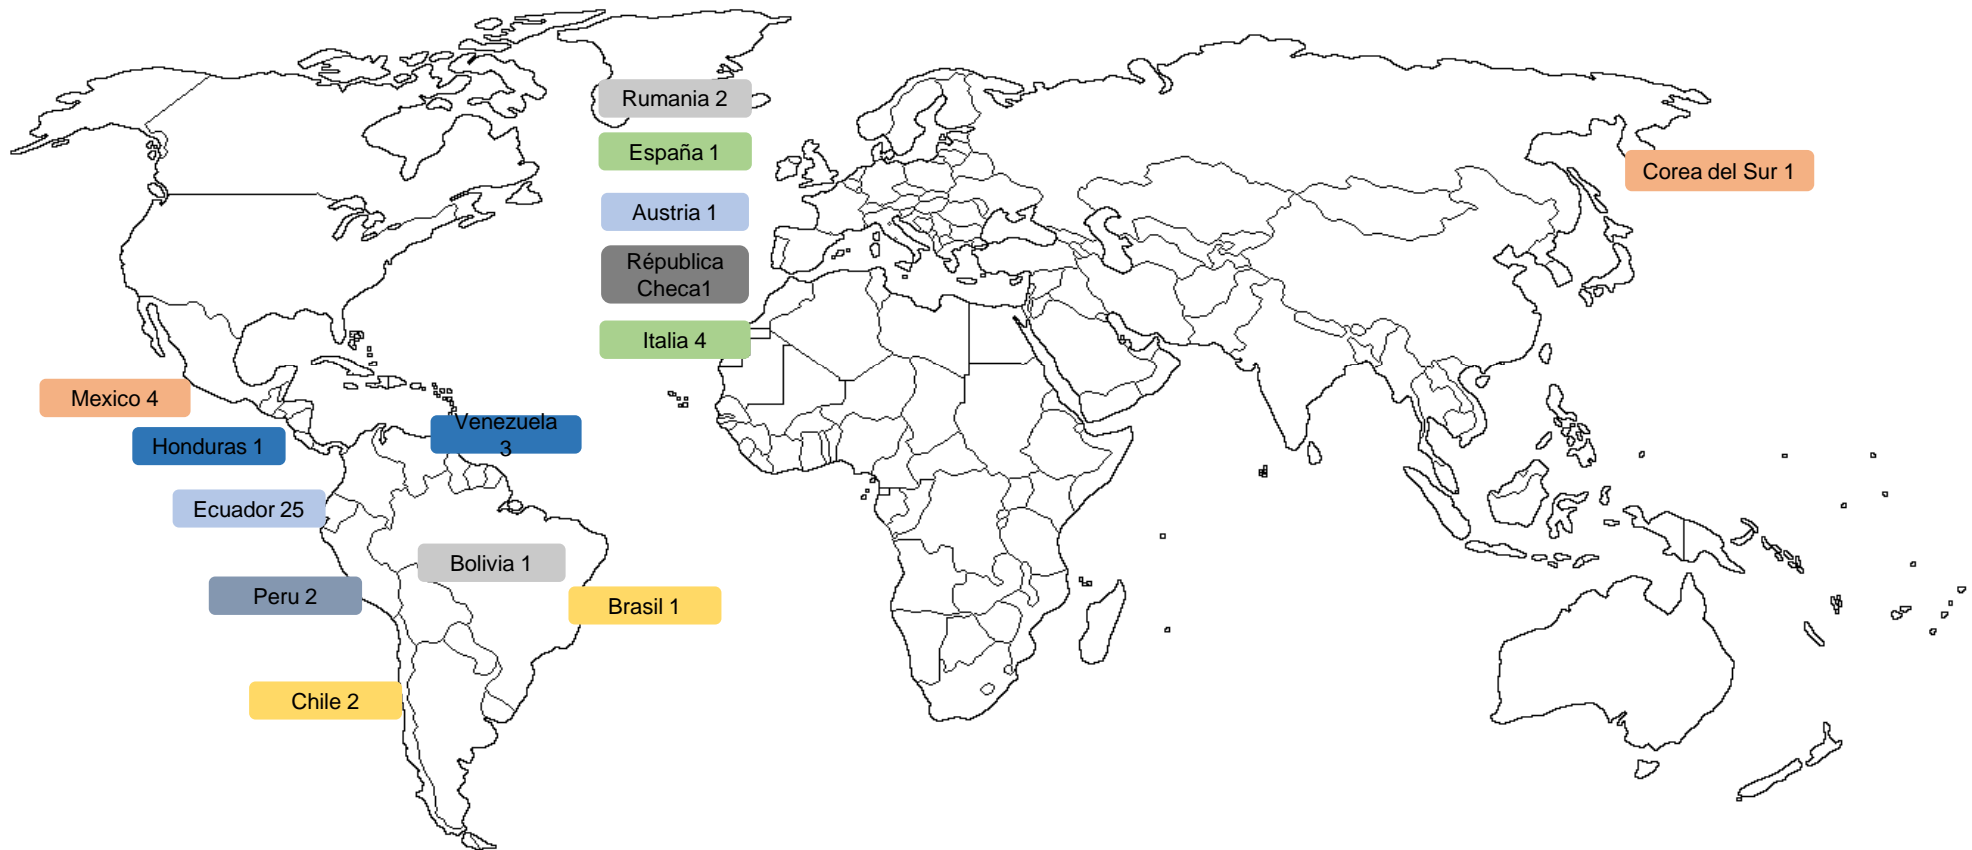 Rumania 2
España 1
Corea del Sur 1
Austria 1
Républica
Checa1
Italia 4
Mexico 4
Venezuela
3
Honduras 1
Ecuador 25
Bolivia 1
Peru 2
Brasil 1
Chile 2